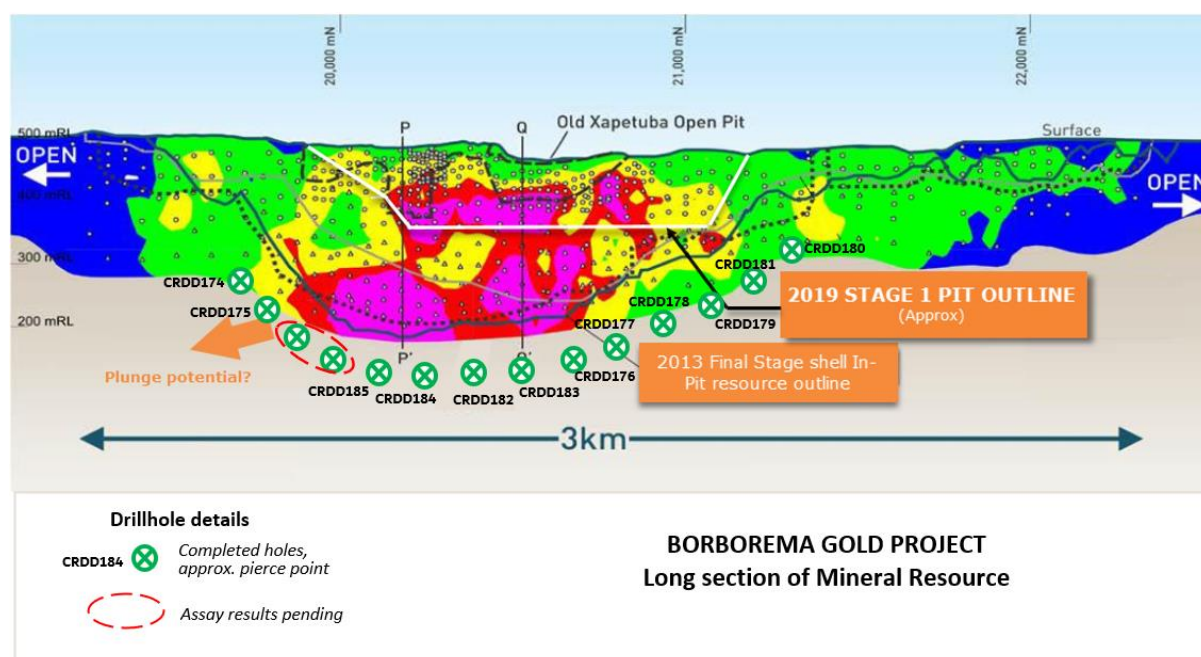 20,000 mN
21,000 mN
22,000 mN
500 mRL
P
Q
Old Xapetuba Open Pit
Surface
OPEN
OPEN
400 mRL
300 mRL
200 mRL
CRDD174
CRDD175
CRDD180
CRDD181
CRDD178
CRDD179
CRDD177
CRDD176
2019 STAGE 1 PIT OUTLINE
(Approx)
2013 Final Stage shell In-
Pit resource outline
Plunge potential?
P'
Q'
CRDD185
CRDD184
CRDD182
CRDD183
3km
Drillhole details
CRDD184
Completed holes,
approx. pierce point
Assay results pending
BORBOREMA GOLD PROJECT
Long section of Mineral Resource